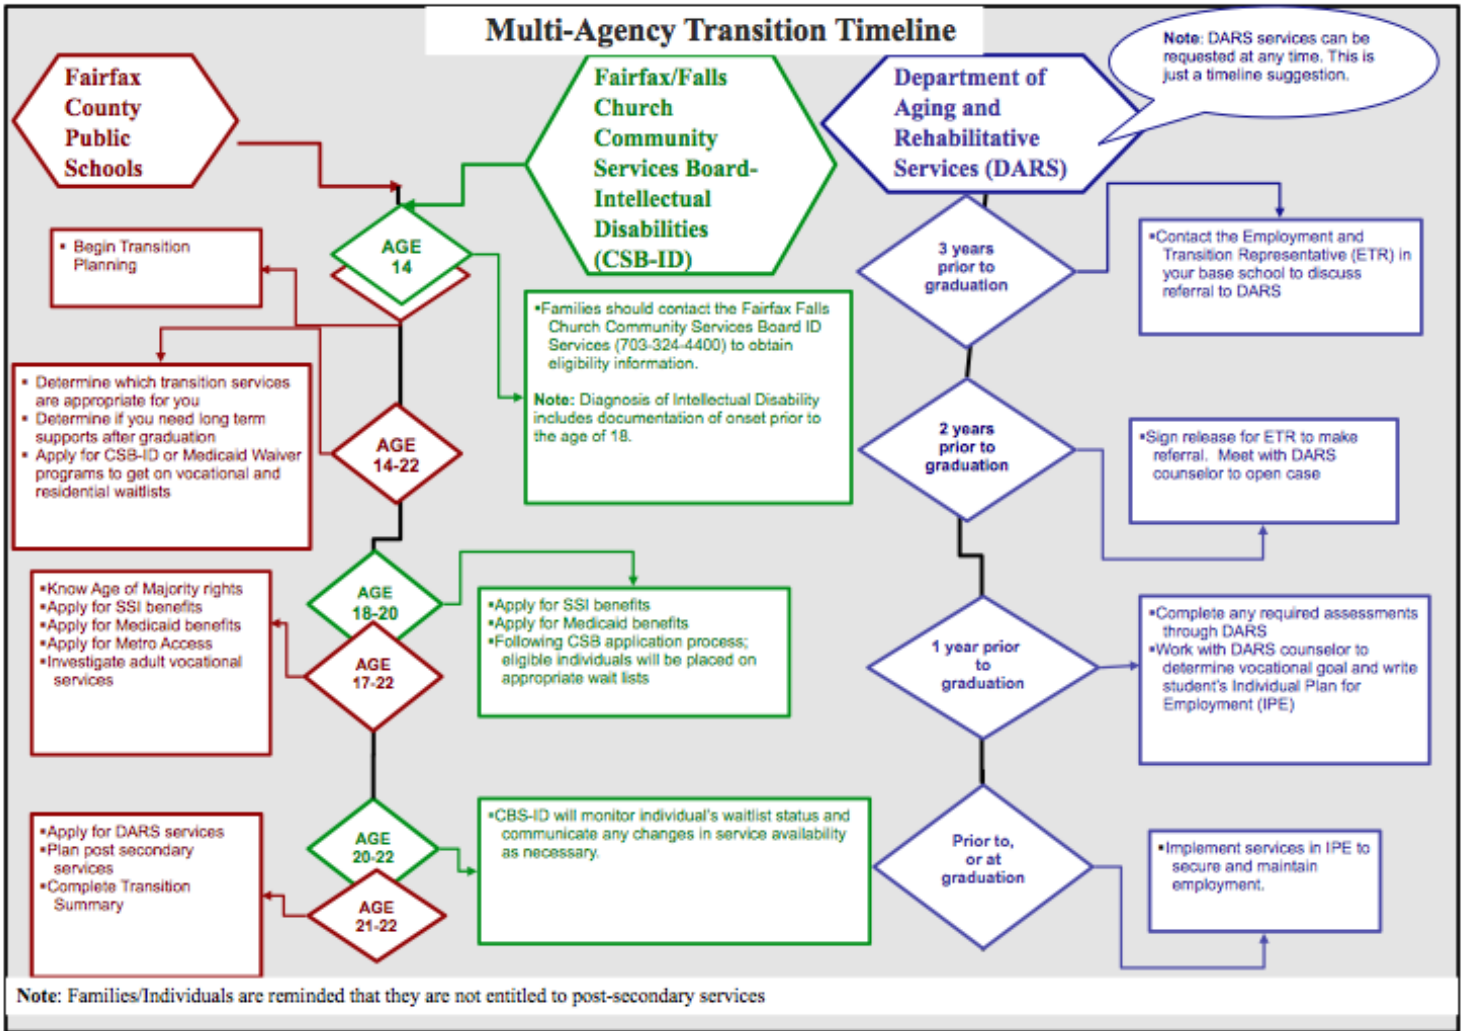 Multi-Agency Transition Timeline
Note: DARS services can be
requested at any time. This is
just a timeline suggestion.
Fairfax
County
Public
Schools
Fairfax/Falls
Church
Community
Services Board-
Intellectual
Disabilities
(CSB-ID)
Department of
Aging and
Rehabilitative
Services (DARS)
AGE
14
▪ Begin Transition
Planning
▪Families should contact the Fairfax Falls
Church Community Services Board ID
Services (703-324-4400) to obtain
eligibility information.
Note: Diagnosis of Intellectual Disability
includes documentation of onset prior to
the age of 18.
3 years
prior to
graduation
▪Contact the Employment and
Transition Representative (ETR) in
your base school to discuss
referral to DARS
▪ Determine which transition services
are appropriate for you
▪ Determine if you need long term
supports after graduation
▪ Apply for CSB-ID or Medicaid Waiver
programs to get on vocational and
residential waitlists
AGE
14-22
2 years
prior to
graduation
▪Sign release for ETR to make
referral. Meet with DARS
counselor to open case
▪Know Age of Majority rights
▪Apply for SSI benefits
▪Apply for Medicaid benefits
▪Apply for Metro Access
▪Investigate adult vocational
services
AGE
18-20
AGE
17-22
▪Apply for SSI benefits
▪Apply for Medicaid benefits
▪Following CSB application process;
eligible individuals will be placed on
appropriate wait lists
1 year prior
to
graduation
▪Complete any required assessments
through DARS
▪Work with DARS counselor to
determine vocational goal and write
student's Individual Plan for
Employment (IPE)
▪Apply for DARS services
▪Plan post secondary
services
▪Complete Transition
Summary
AGE
20-22
AGE
21-22
▪CBS-ID will monitor individual's waitlist status and
communicate any changes in service availability
as necessary.
Prior to,
or at
graduation
▪Implement services in IPE to
secure and maintain
employment.
Note: Families/Individuals are reminded that they are not entitled to post-secondary services